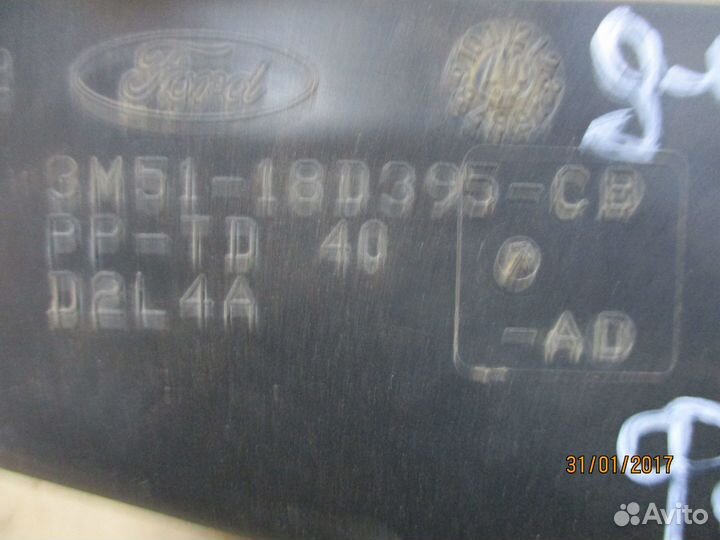 Ford
3M51-18D395-CB
PP-TD 40
D2L4A
-AD
31/01/2017
Avito